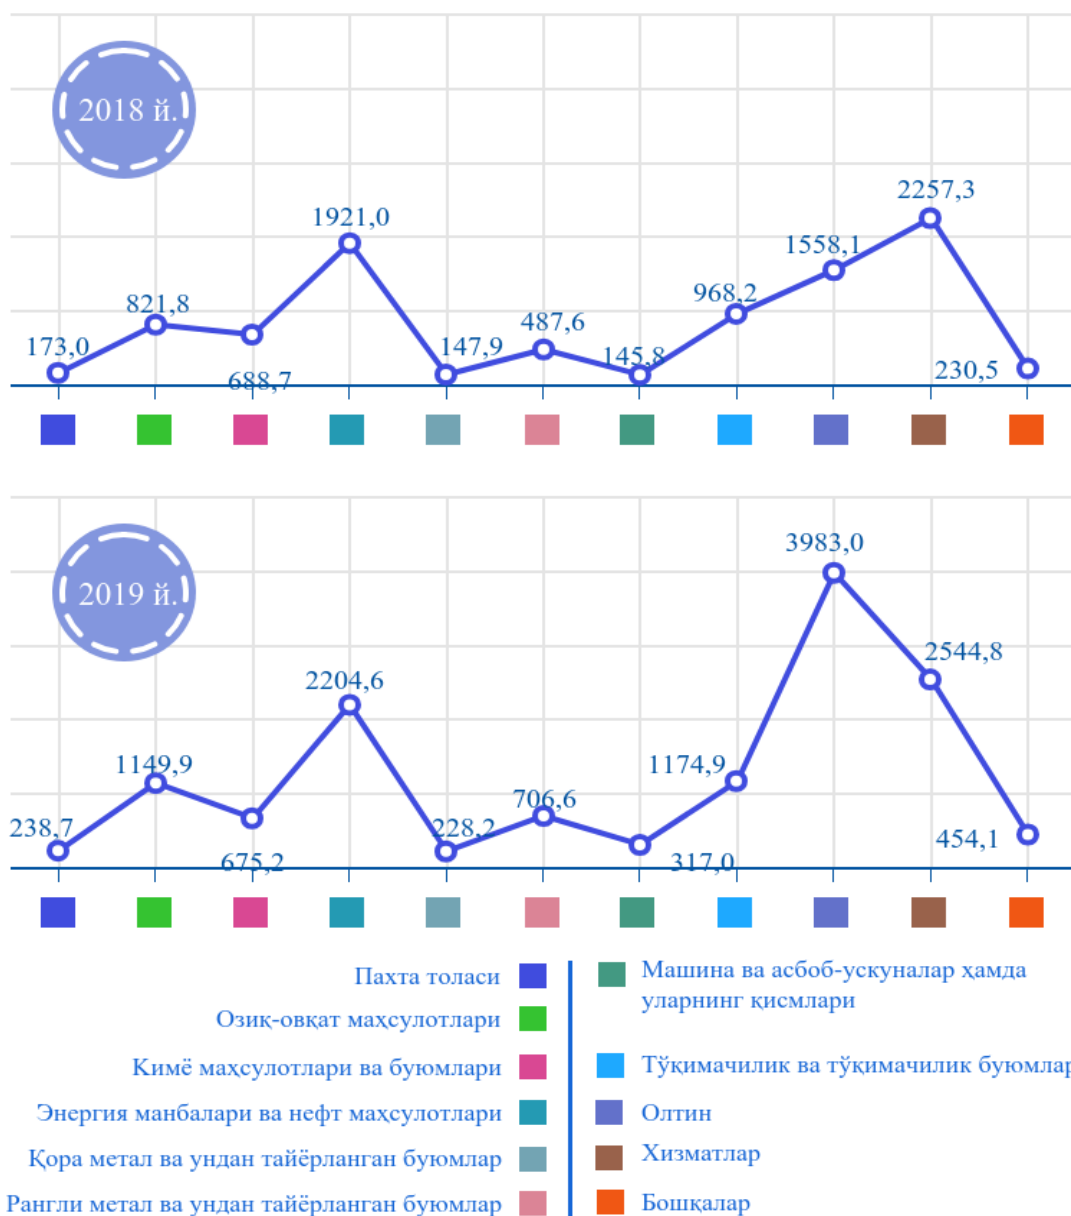 2018 й.
173,0
821,8
688,7
1921,0
147,9
487,6
145,8
968,2
1558,1
2257,3
230,5
2019 й.
238,7
1149,9
675,2
2204,6
228,2
706,6
317,0
1174,9
3983,0
2544,8
454,1
Пахта толаси
Озиқ-овқат маҳсулотлари
Кимё маҳсулотлари ва буюмлари
Энергия манбалари ва нефт маҳсулотлари
Қора метал ва ундан тайёрланган буюмлар
Рангли метал ва ундан тайёрланган буюмлар
Машина ва асбоб-ускуналар ҳамда
уларнинг қисмлари
Тўқимачилик ва тўқимачилик буюмлар
Олтин
Хизматлар
Бошқалар